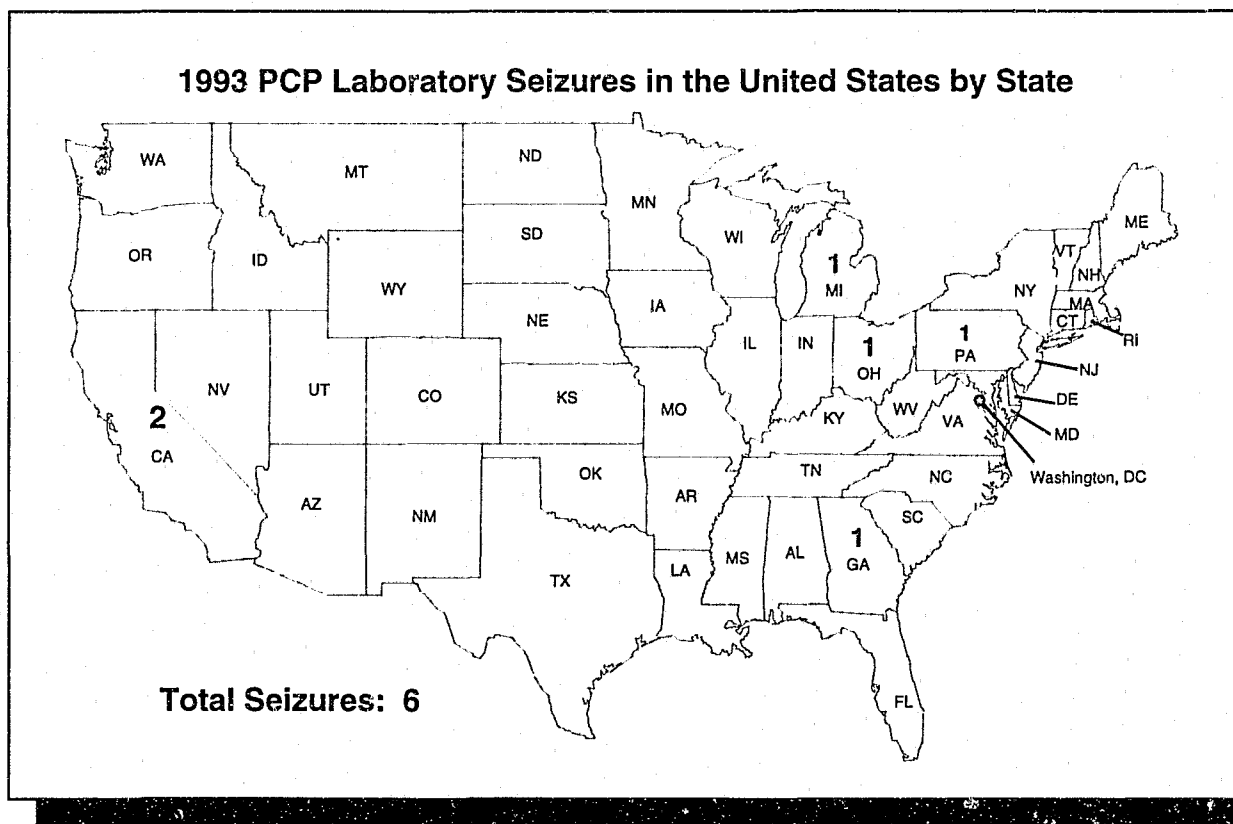 1993 PCP Laboratory Seizures in the United States by State
WA
MT
ND
MN
ME
OR
ID
SD
WI
VT
NH
1
MI
WY
NY
MA
CT
RI
IA
NE
1
PA
NJ
IL
IN
1
OH
NV
UT
CO
KS
MO
WV
VA
DE
MD
KY
2
CA
Washington, DC
TN
NC
OK
AR
AZ
NM
SC
1
GA
MS
AL
LA
TX
FL
Total Seizures: 6